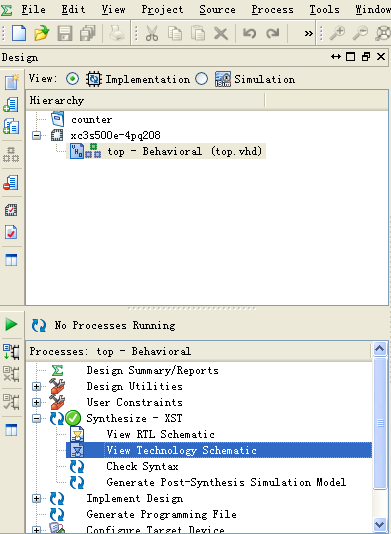 File Edit View Project Source Process Tools Window
»
Design
View: Implementation Simulation
Hierarchy
counter
xc3s500e-4pq208
top - Behavioral (top.vhd)
No Processes Running
Processes: top - Behavioral
Design Summary/Reports
Design Utilities
User Constraints
Synthesize - XST
View RTL Schematic
View Technology Schematic
Check Syntax
Generate Post-Synthesis Simulation Model
Implement Design
Generate Programming File
Configure Target Device